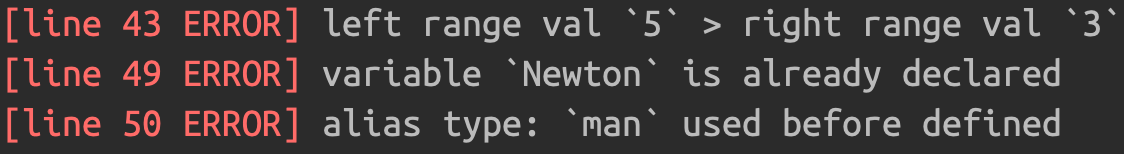 [line 43 ERROR] left range val `5` > right range val `3`
[line 49 ERROR] variable `Newton` is already declared
[line 50 ERROR] alias type: `man` used before defined